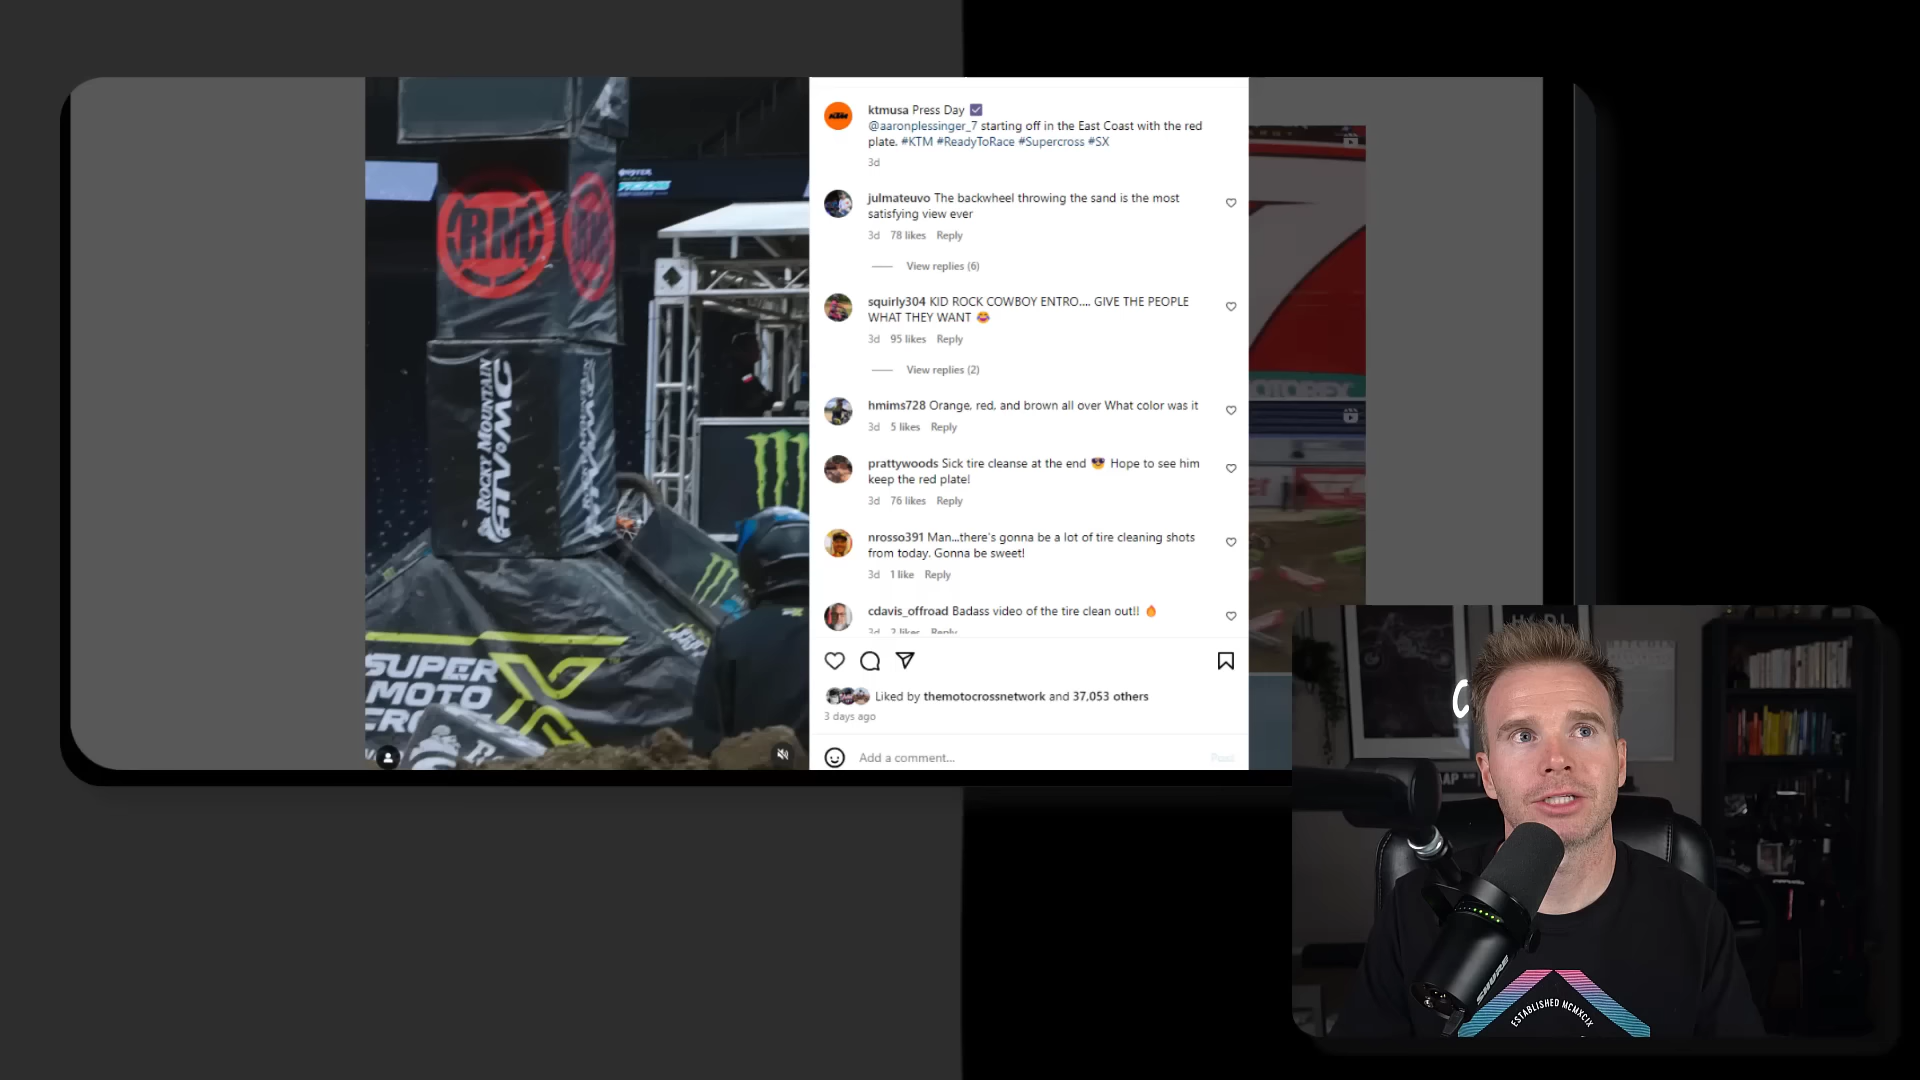 RM
ROCKY MOUNTAIN
ATV·MC
SUPER
MOTO
CROSS
ktmusa Press Day
@aaronplessinger_7 starting off in the East Coast with the red
plate. #KTM #ReadyToRace #Supercross #SX
3d
julmateuvo The backwheel throwing the sand is the most
satisfying view ever
3d 78 likes Reply
View replies (6)
squirly304 KID ROCK COWBOY ENTRO.... GIVE THE PEOPLE
WHAT THEY WANT 😂
3d 95 likes Reply
View replies (2)
hmims728 Orange, red, and brown all over What color was it
3d 5 likes Reply
prattywoods Sick tire cleanse at the end 😎 Hope to see him
keep the red plate!
3d 76 likes Reply
nrosso391 Man...there's gonna be a lot of tire cleaning shots
from today. Gonna be sweet!
3d 1 like Reply
cdavis_offroad Badass video of the tire clean out!! 🔥
3d 2 likes Reply
Liked by themotocrossnetwork and 37,053 others
3 days ago
Add a comment...
Post
SHURE
ESTABLISHED MCMXCIX